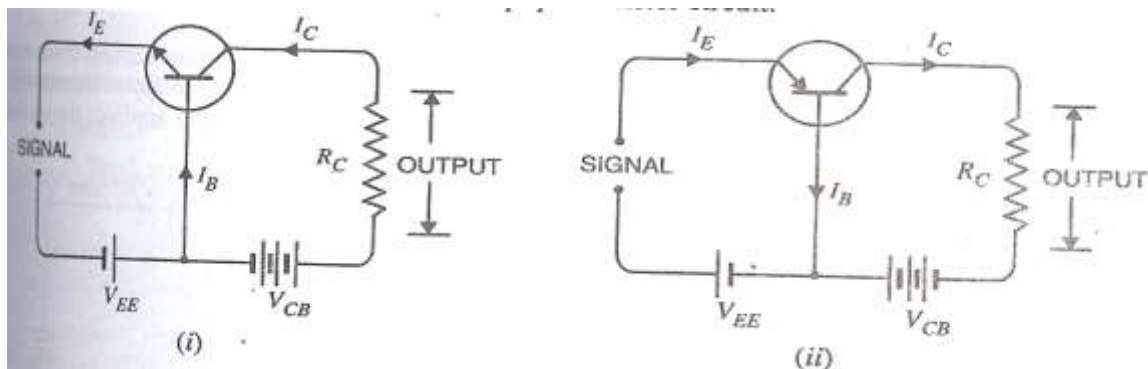 I_E
I_C
SIGNAL
I_B
R_C
OUTPUT
V_EE
V_CB
(i)
I_E
I_C
SIGNAL
I_B
R_C
OUTPUT
V_EE
V_CB
(ii)